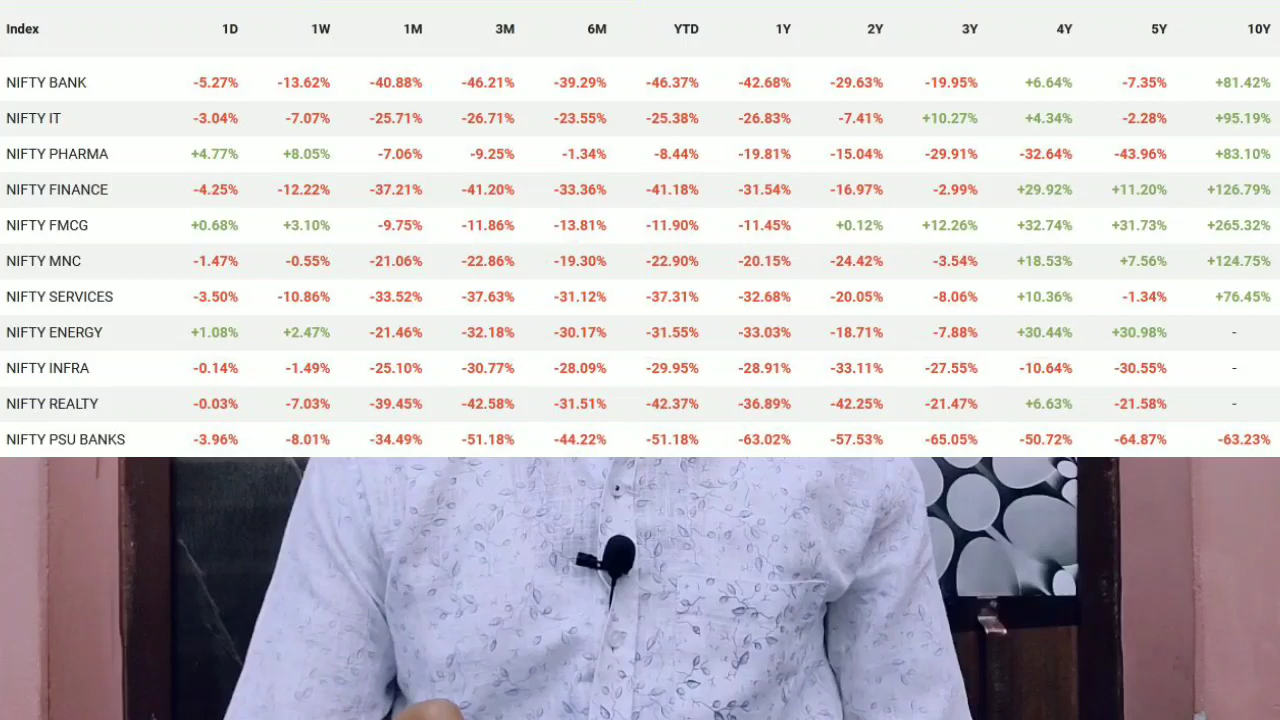 Index 1D 1W 1M 3M 6M YTD 1Y 2Y 3Y 4Y 5Y 10Y
NIFTY BANK -5.27% -13.62% -40.88% -46.21% -39.29% -46.37% -42.68% -29.63% -19.95% +6.64% -7.35% +81.42%
NIFTY IT -3.04% -7.07% -25.71% -26.71% -23.55% -25.38% -26.83% -7.41% +10.27% +4.34% -2.28% +95.19%
NIFTY PHARMA +4.77% +8.05% -7.06% -9.25% -1.34% -8.44% -19.81% -15.04% -29.91% -32.64% -43.96% +83.10%
NIFTY FINANCE -4.25% -12.22% -37.21% -41.20% -33.36% -41.18% -31.54% -16.97% -2.99% +29.92% +11.20% +126.79%
NIFTY FMCG +0.68% +3.10% -9.75% -11.86% -13.81% -11.90% -11.45% +0.12% +12.26% +32.74% +31.73% +265.32%
NIFTY MNC -1.47% -0.55% -21.06% -22.86% -19.30% -22.90% -20.15% -24.42% -3.54% +18.53% +7.56% +124.75%
NIFTY SERVICES -3.50% -10.86% -33.52% -37.63% -31.12% -37.31% -32.68% -20.05% -8.06% +10.36% -1.34% +76.45%
NIFTY ENERGY +1.08% +2.47% -21.46% -32.18% -30.17% -31.55% -33.03% -18.71% -7.88% +30.44% +30.98% -
NIFTY INFRA -0.14% -1.49% -25.10% -30.77% -28.09% -29.95% -28.91% -33.11% -27.55% -10.64% -30.55% -
NIFTY REALTY -0.03% -7.03% -39.45% -42.58% -31.51% -42.37% -36.89% -42.25% -21.47% +6.63% -21.58% -
NIFTY PSU BANKS -3.96% -8.01% -34.49% -51.18% -44.22% -51.18% -63.02% -57.53% -65.05% -50.72% -64.87% -63.23%